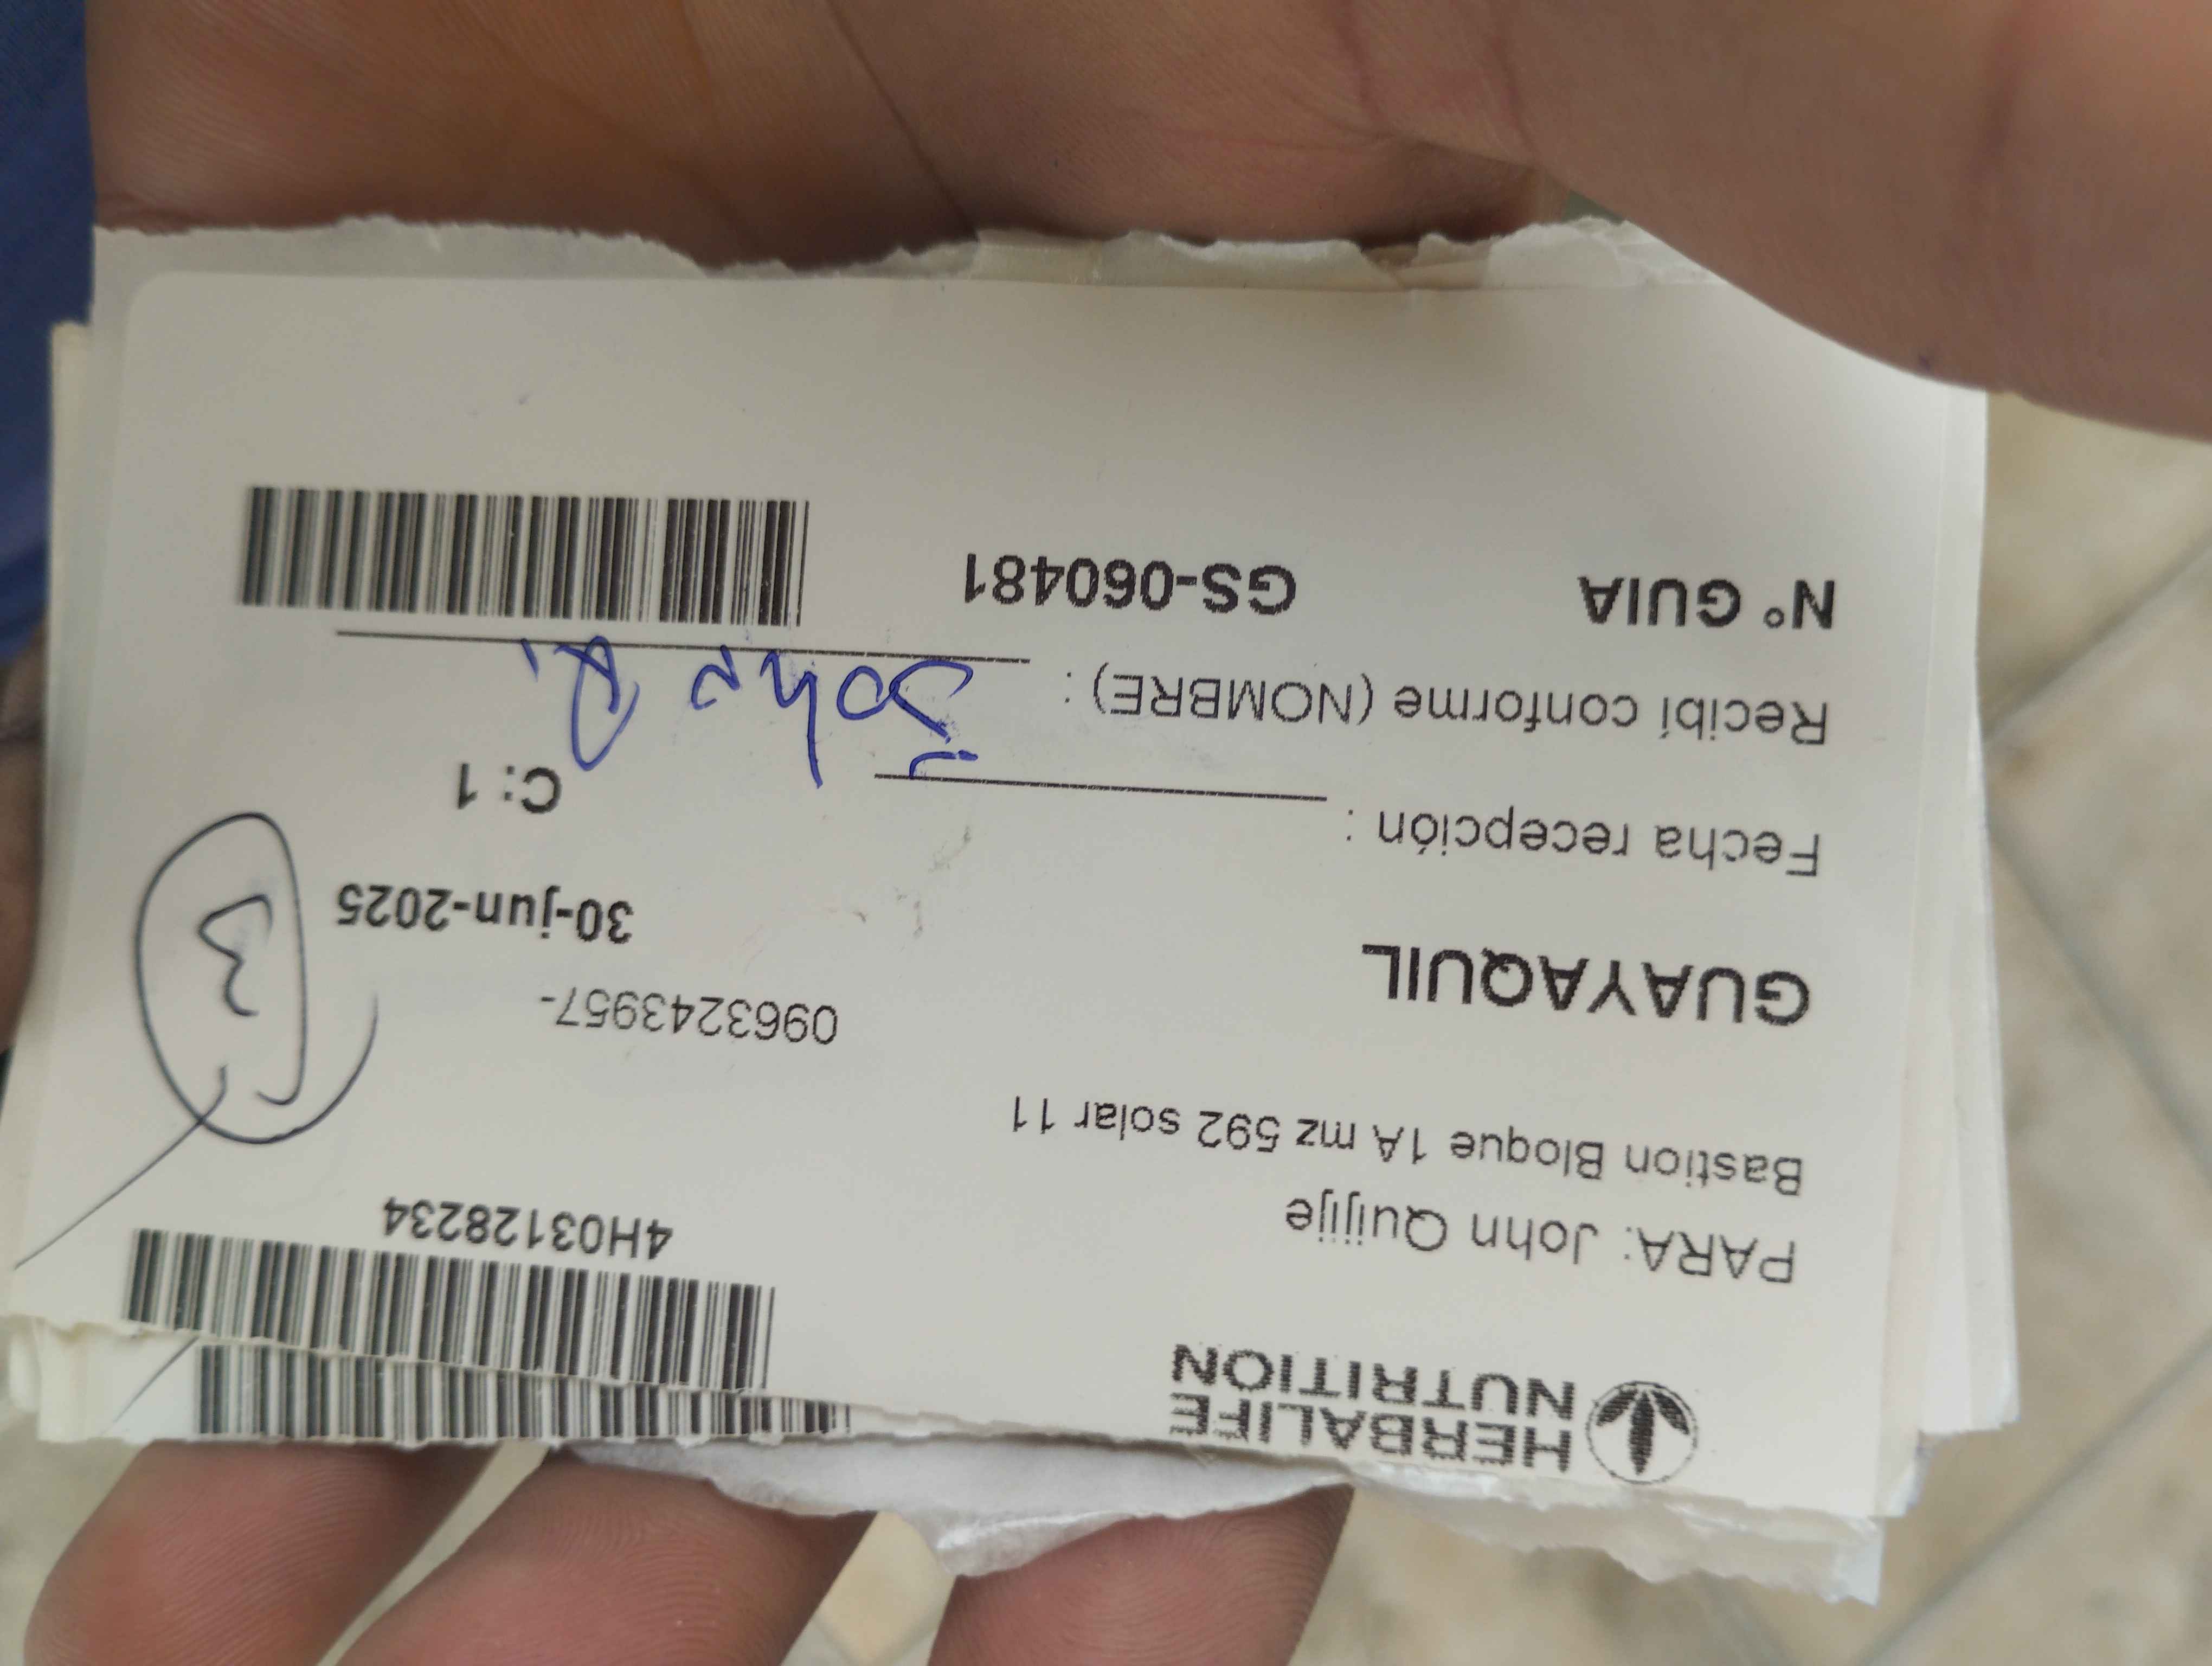 HERBALIFE
NUTRITION
4H03128234
PARA: John Quijije
Bastion Bloque 1A mz 592 solar 11
0963243957-
GUAYAQUIL
30-jun-2025
3
Fecha recepción :
C: 1
Recibí conforme (NOMBRE) : John Q.
N° GUIA GS-060481